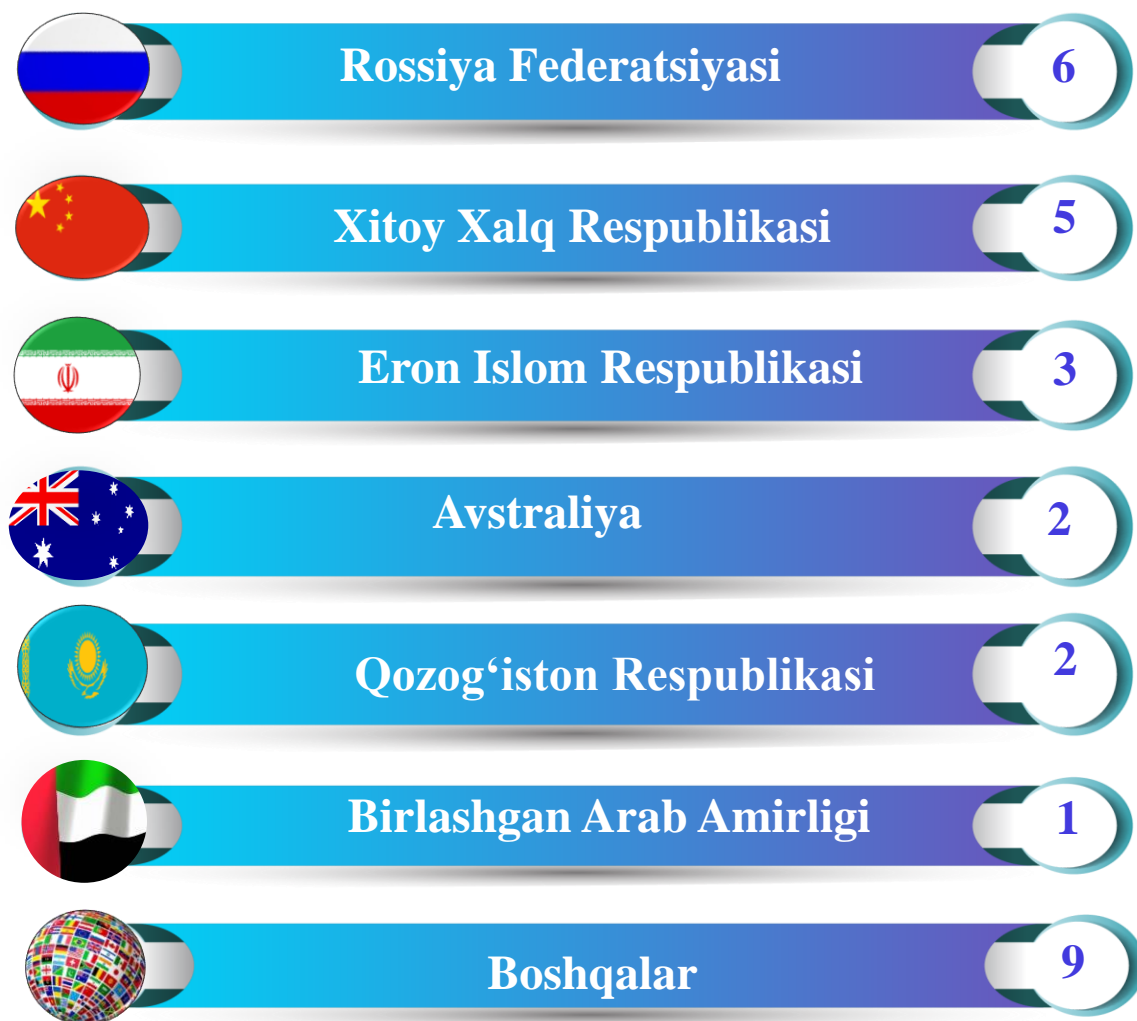 Rossiya Federatsiyasi 6
Xitoy Xalq Respublikasi 5
Eron Islom Respublikasi 3
Avstraliya 2
Qozog‘iston Respublikasi 2
Birlashgan Arab Amirligi 1
Boshqalar 9